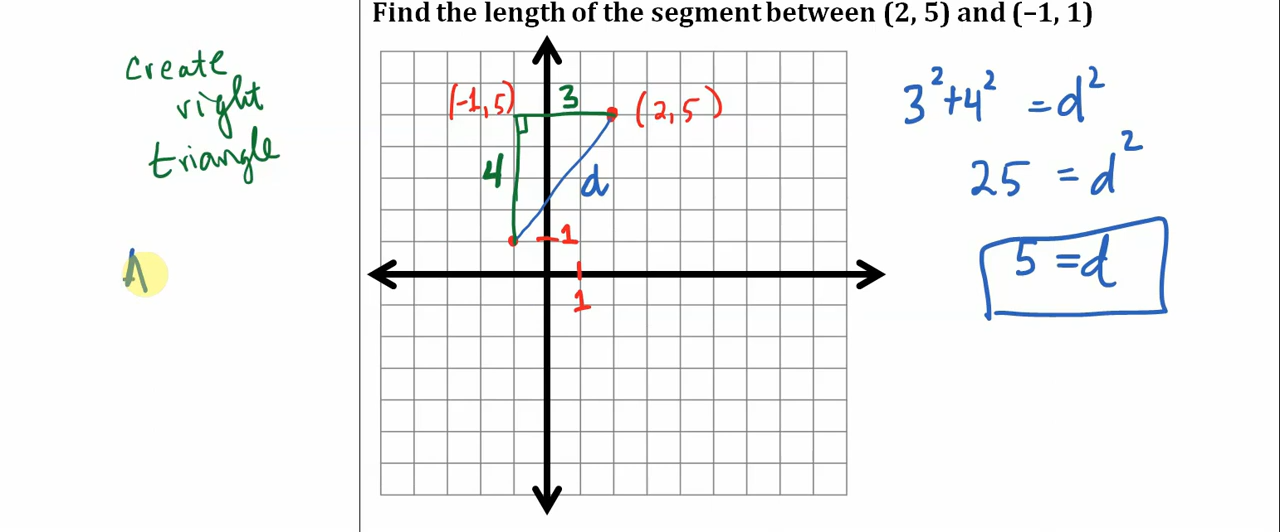 Find the length of the segment between (2, 5) and (−1, 1)
create
right
triangle
A
(-1,5)
3
(2,5)
4
d
1
1
3²+4² = d²
25 = d²
5 = d